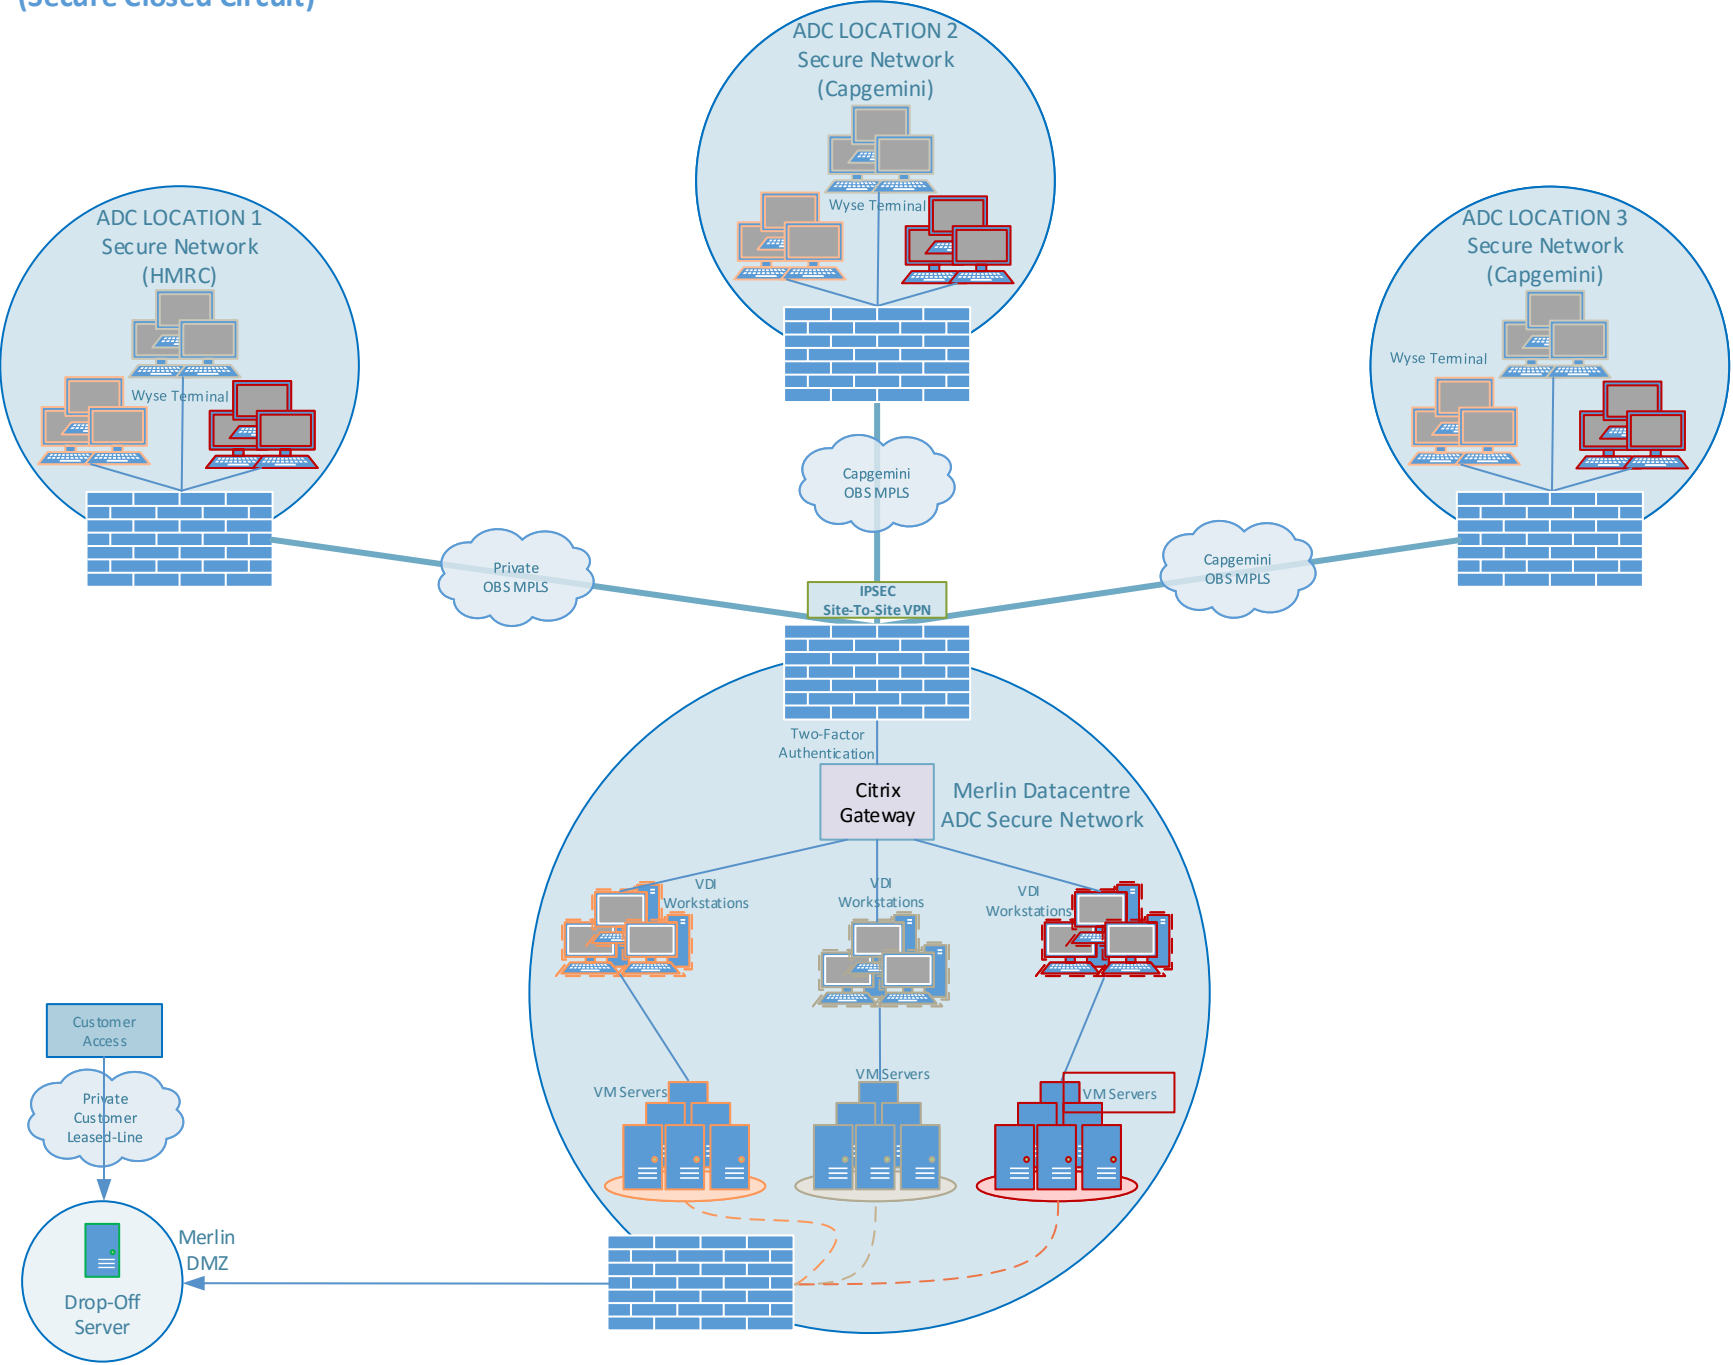 (Secure Closed Circuit)
ADC LOCATION 2
Secure Network
(Capgemini)
Wyse Terminal
ADC LOCATION 1
Secure Network
(HMRC)
Wyse Terminal
ADC LOCATION 3
Secure Network
(Capgemini)
Wyse Terminal
Capgemini
OBS MPLS
Private
OBS MPLS
Capgemini
OBS MPLS
IPSEC
Site-To-Site VPN
Two-Factor
Authentication
Citrix
Gateway
Merlin Datacentre
ADC Secure Network
VDI
Workstations
VDI
Workstations
VDI
Workstations
VM Servers
VM Servers
VM Servers
Customer
Access
Private
Customer
Leased-Line
Merlin
DMZ
Drop-Off
Server